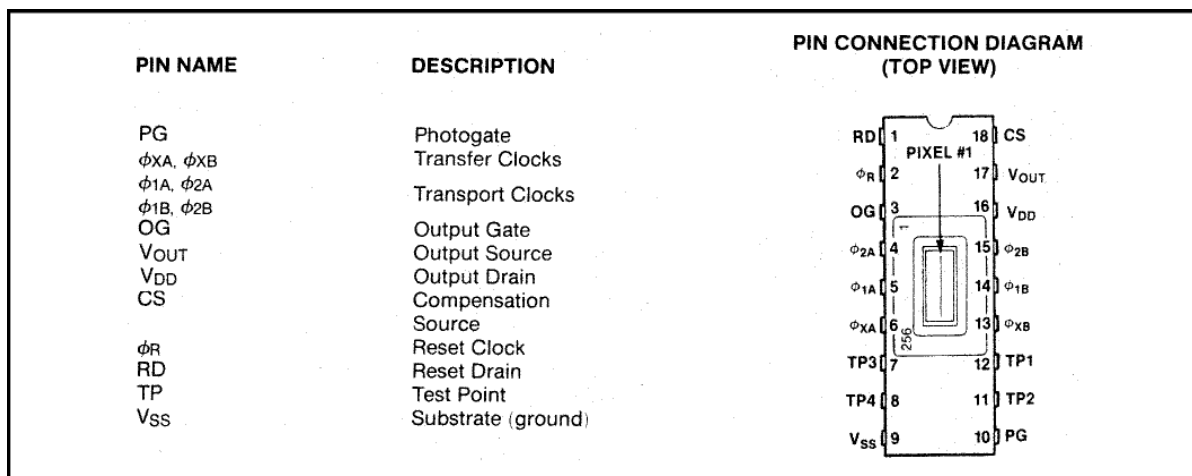 PIN NAME DESCRIPTION
PG Photogate
ϕXA, ϕXB Transfer Clocks
ϕ1A, ϕ2A
ϕ1B, ϕ2B Transport Clocks
OG Output Gate
VOUT Output Source
VDD Output Drain
CS Compensation
Source
ϕR Reset Clock
RD Reset Drain
TP Test Point
VSS Substrate (ground)
PIN CONNECTION DIAGRAM
(TOP VIEW)
RD 1 18 CS
PIXEL #1
ϕR 2 17 VOUT
OG 3 16 VDD
1
ϕ2A 4 15 ϕ2B
ϕ1A 5 14 ϕ1B
ϕXA 6 13 ϕXB
256
TP3 7 12 TP1
TP4 8 11 TP2
VSS 9 10 PG